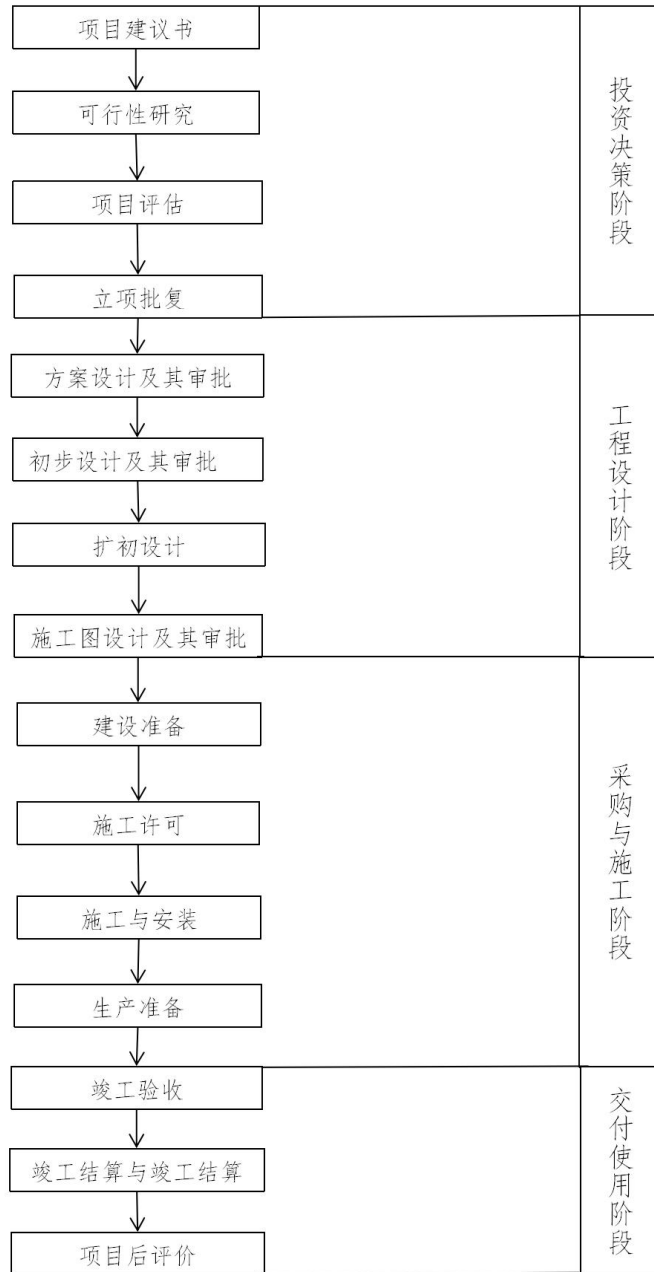 项目建议书
可行性研究
项目评估
立项批复
投资决策阶段
方案设计及其审批
初步设计及其审批
扩初设计
施工图设计及其审批
工程设计阶段
建设准备
施工许可
施工与安装
生产准备
采购与施工阶段
竣工验收
竣工结算与竣工结算
项目后评价
交付使用阶段